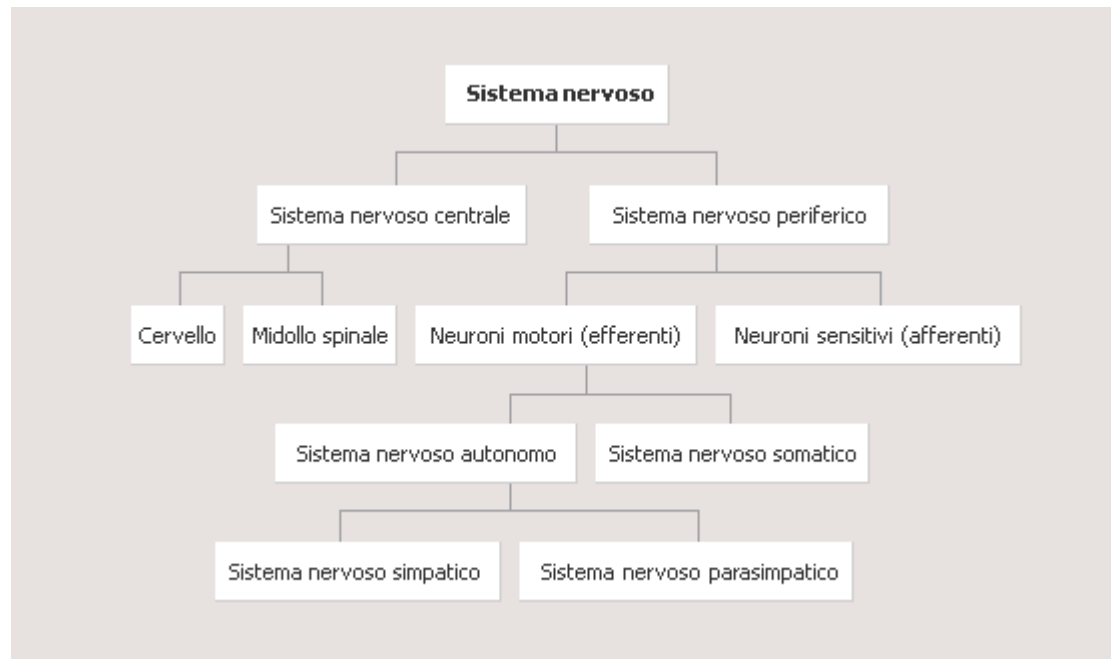 Sistema nervoso
Sistema nervoso centrale
Sistema nervoso periferico
Cervello
Midollo spinale
Neuroni motori (efferenti)
Neuroni sensitivi (afferenti)
Sistema nervoso autonomo
Sistema nervoso somatico
Sistema nervoso simpatico
Sistema nervoso parasimpatico